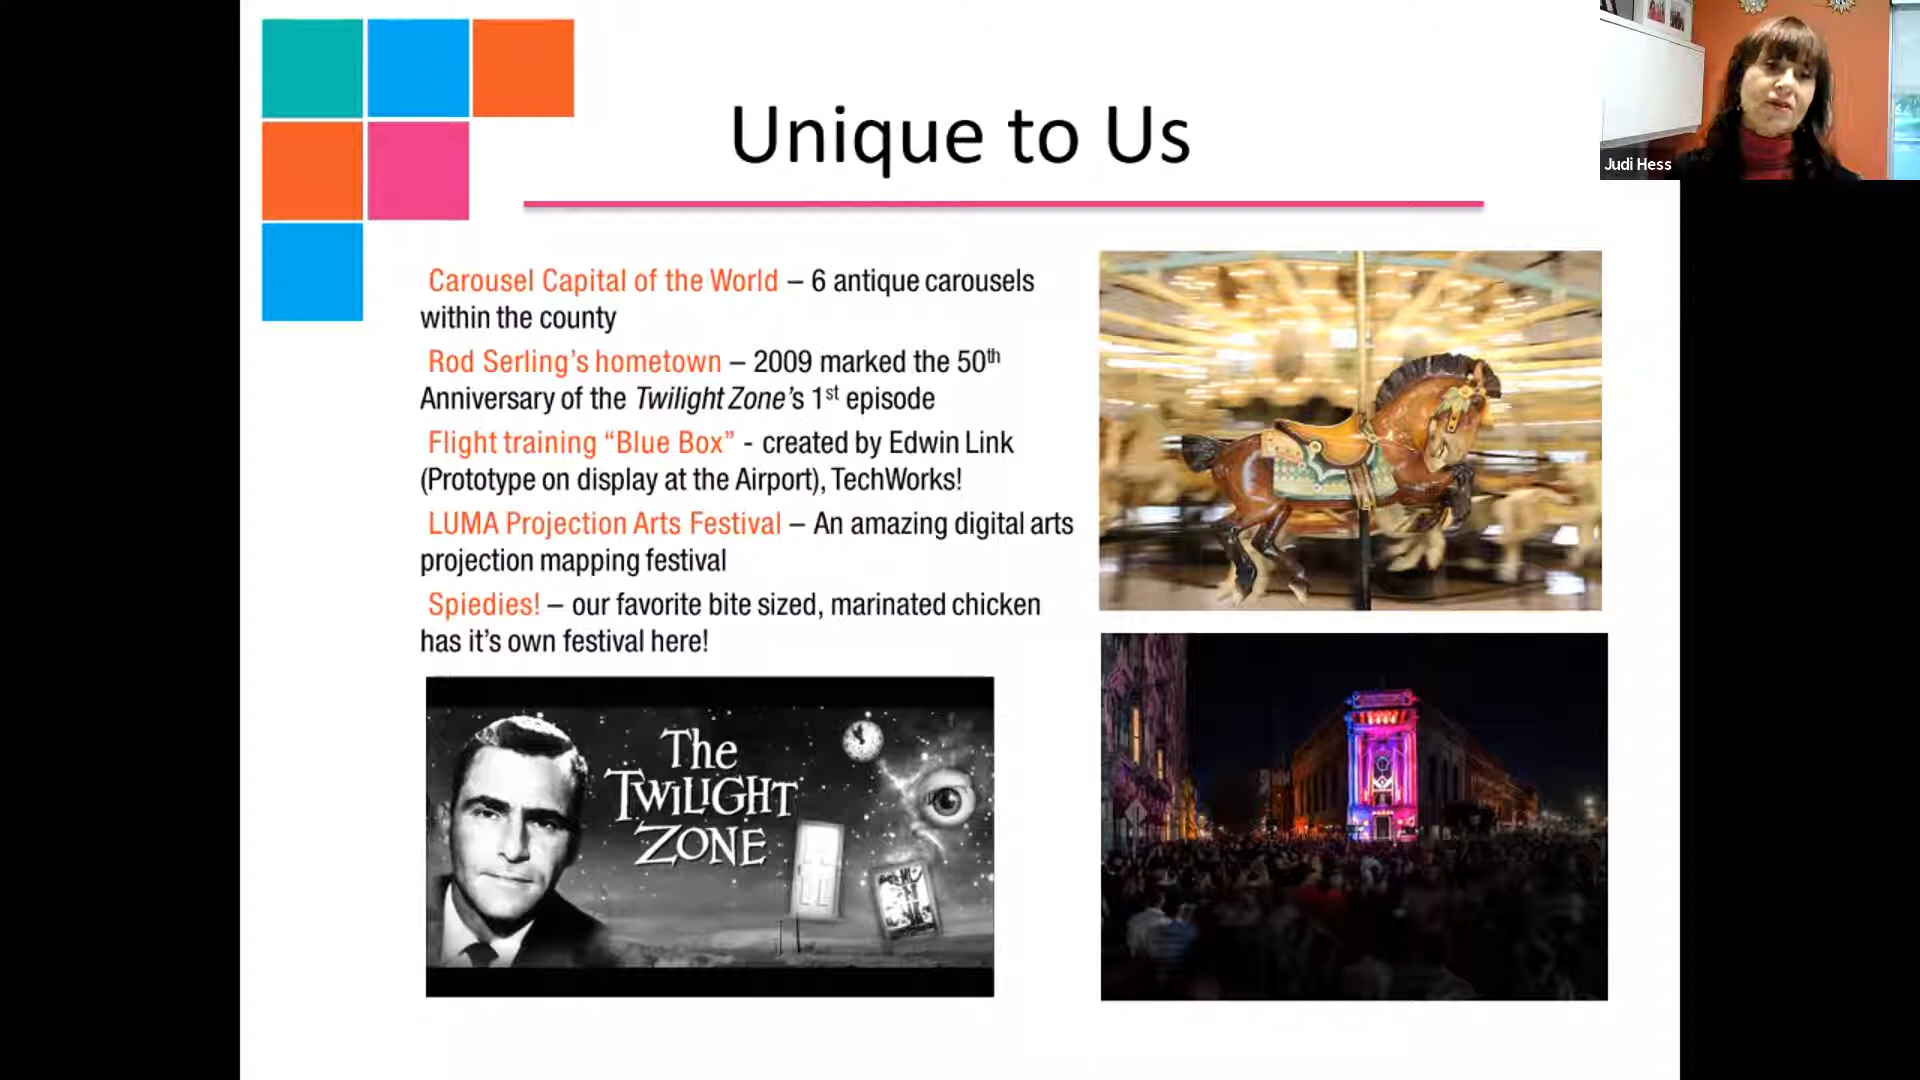 Unique to Us
Judi Hess
Carousel Capital of the World – 6 antique carousels
within the county
Rod Serling’s hometown – 2009 marked the 50th
Anniversary of the Twilight Zone’s 1st episode
Flight training “Blue Box” - created by Edwin Link
(Prototype on display at the Airport), TechWorks!
LUMA Projection Arts Festival – An amazing digital arts
projection mapping festival
Spiedies! – our favorite bite sized, marinated chicken
has it’s own festival here!
The
TWILIGHT
ZONE